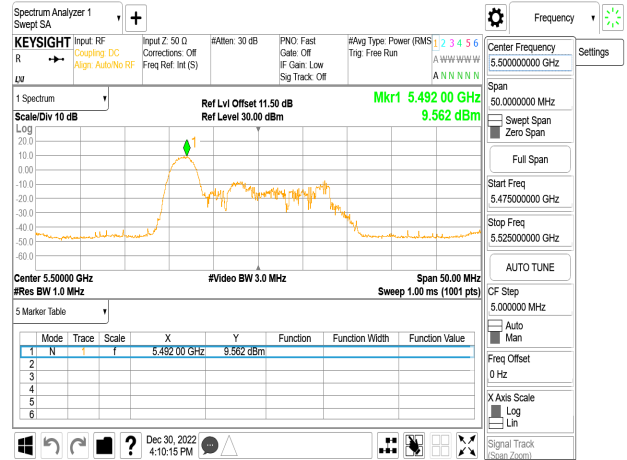 Spectrum Analyzer 1
Swept SA
Frequency
Settings
KEYSIGHT
R
Input: RF
Coupling: DC
Align: Auto/No RF
Input Z: 50 Ω
Corrections: Off
Freq Ref: Int (S)
#Atten: 30 dB
PNO: Fast
Gate: Off
IF Gain: Low
Sig Track: Off
#Avg Type: Power (RMS
Trig: Free Run
1 2 3 4 5 6
A W W W W W
A N N N N N
1 Spectrum
Scale/Div 10 dB
Ref Lvl Offset 11.50 dB
Ref Level 30.00 dBm
Mkr1 5.492 00 GHz
9.562 dBm
Log
20.0
10.0
0.00
-10.0
-20.0
-30.0
-40.0
-50.0
-60.0
1
Center 5.50000 GHz
#Res BW 1.0 MHz
#Video BW 3.0 MHz
Span 50.00 MHz
Sweep 1.00 ms (1001 pts)
5 Marker Table
Mode Trace Scale X Y Function Function Width Function Value
1 N 1 f 5.492 00 GHz 9.562 dBm
2
3
4
5
6
Dec 30, 2022
4:10:15 PM
Center Frequency
5.500000000 GHz
Span
50.0000000 MHz
Swept Span
Zero Span
Full Span
Start Freq
5.475000000 GHz
Stop Freq
5.525000000 GHz
AUTO TUNE
CF Step
5.000000 MHz
Auto
Man
Freq Offset
0 Hz
X Axis Scale
Log
Lin
Signal Track
(Span Zoom)